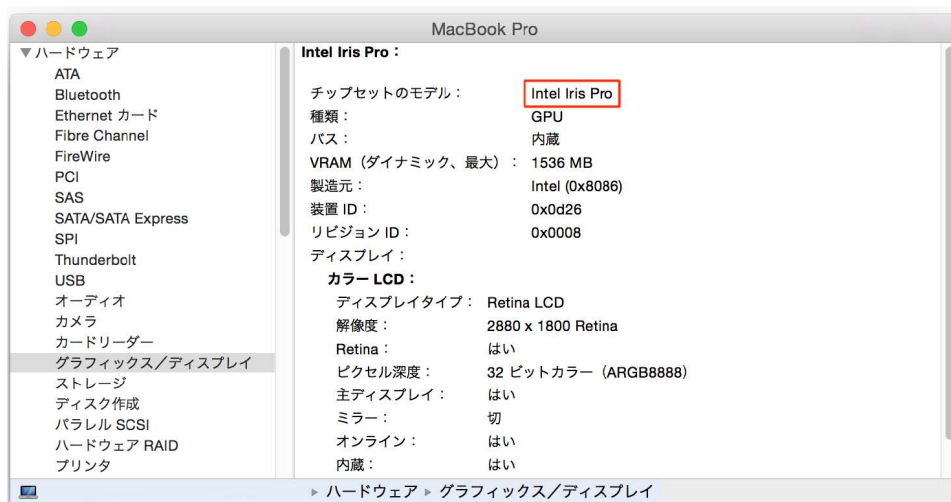 MacBook Pro
▼ハードウェア
ATA
Bluetooth
Ethernet カード
Fibre Channel
FireWire
PCI
SAS
SATA/SATA Express
SPI
Thunderbolt
USB
オーディオ
カメラ
カードリーダー
グラフィックス／ディスプレイ
ストレージ
ディスク作成
パラレル SCSI
ハードウェア RAID
プリンタ
Intel Iris Pro：
チップセットのモデル： Intel Iris Pro
種類： GPU
バス： 内蔵
VRAM（ダイナミック、最大）： 1536 MB
製造元： Intel (0x8086)
装置 ID： 0x0d26
リビジョン ID： 0x0008
ディスプレイ：
カラー LCD：
ディスプレイタイプ： Retina LCD
解像度： 2880 x 1800 Retina
Retina： はい
ピクセル深度： 32 ビットカラー（ARGB8888）
主ディスプレイ： はい
ミラー： 切
オンライン： はい
内蔵： はい
▸ ハードウェア ▸ グラフィックス／ディスプレイ